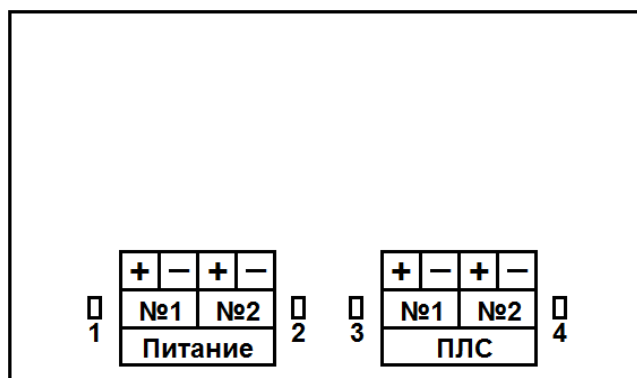 + − + − + − + −
№1 №2 №1 №2
1 2 3 4
Питание ПЛС